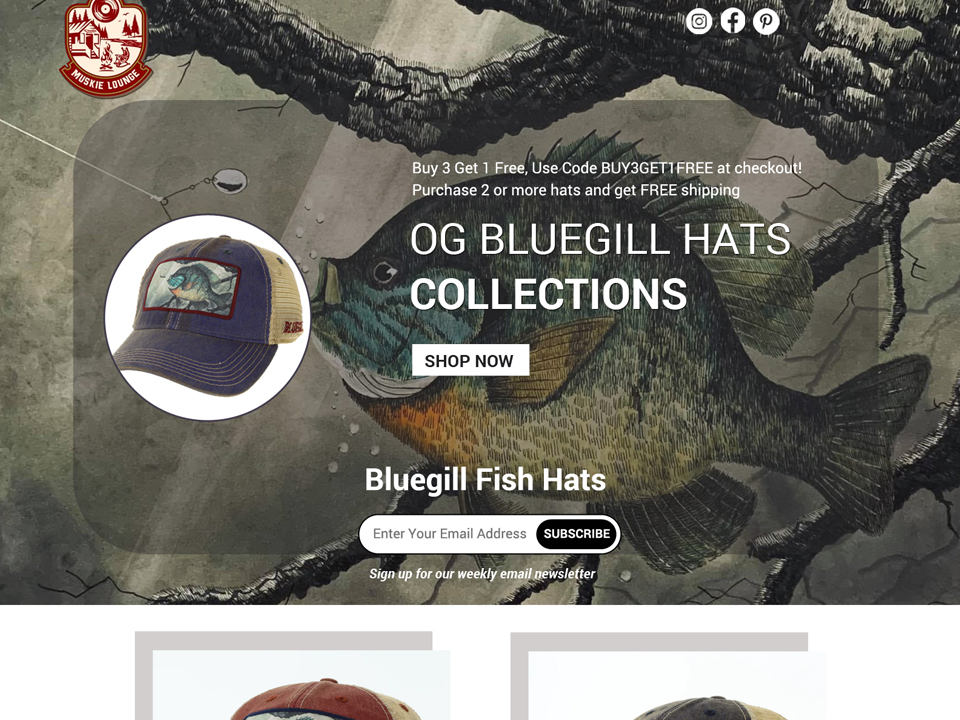 MUSKIE LOUNGE
Buy 3 Get 1 Free, Use Code BUY3GET1FREE at checkout!
Purchase 2 or more hats and get FREE shipping
OG BLUEGILL HATS
COLLECTIONS
SHOP NOW
Bluegill Fish Hats
Enter Your Email Address
SUBSCRIBE
Sign up for our weekly email newsletter